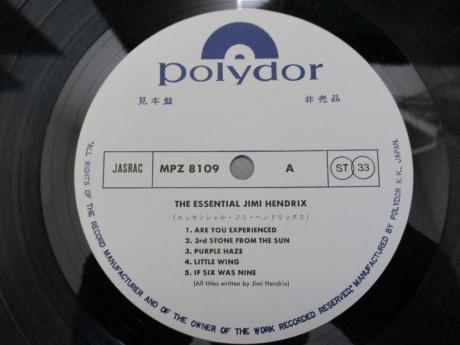 polydor
見本盤 非売品
JASRAC MPZ 8109 A ST 33
THE ESSENTIAL JIMI HENDRIX
(エッセンシャル・ジミ・ヘンドリックス)
1. ARE YOU EXPERIENCED
2. 3rd STONE FROM THE SUN
3. PURPLE HAZE
4. LITTLE WING
5. IF SIX WAS NINE
(All titles written by Jimi Hendrix)
"ALL RIGHTS OF THE RECORD MANUFACTURER AND OF THE OWNER OF THE WORK RECORDED RESERVED," MANUFACTURED BY POLYDOR K. K., JAPAN.